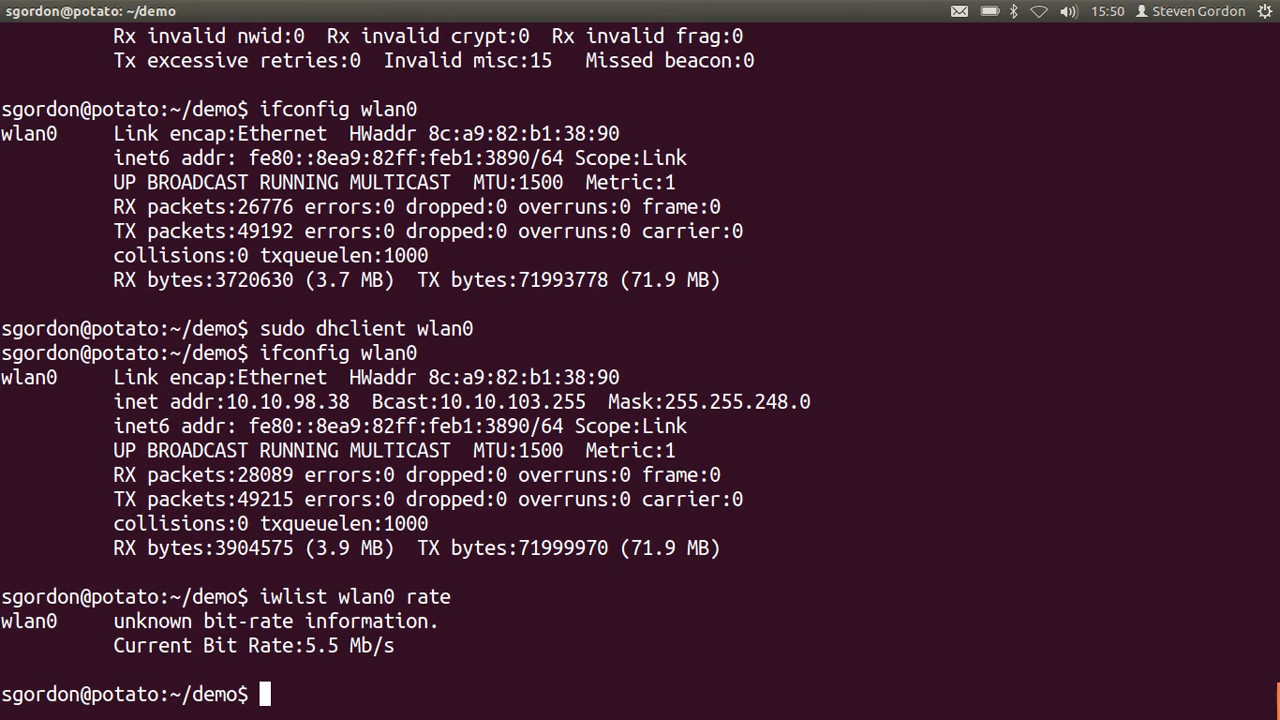 sgordon@potato: ~/demo 15:50 Steven Gordon
Rx invalid nwid:0  Rx invalid crypt:0  Rx invalid frag:0
Tx excessive retries:0  Invalid misc:15   Missed beacon:0
sgordon@potato:~/demo$ ifconfig wlan0
wlan0     Link encap:Ethernet  HWaddr 8c:a9:82:b1:38:90
inet6 addr: fe80::8ea9:82ff:feb1:3890/64 Scope:Link
UP BROADCAST RUNNING MULTICAST  MTU:1500  Metric:1
RX packets:26776 errors:0 dropped:0 overruns:0 frame:0
TX packets:49192 errors:0 dropped:0 overruns:0 carrier:0
collisions:0 txqueuelen:1000
RX bytes:3720630 (3.7 MB)  TX bytes:71993778 (71.9 MB)
sgordon@potato:~/demo$ sudo dhclient wlan0
sgordon@potato:~/demo$ ifconfig wlan0
wlan0     Link encap:Ethernet  HWaddr 8c:a9:82:b1:38:90
inet addr:10.10.98.38  Bcast:10.10.103.255  Mask:255.255.248.0
inet6 addr: fe80::8ea9:82ff:feb1:3890/64 Scope:Link
UP BROADCAST RUNNING MULTICAST  MTU:1500  Metric:1
RX packets:28089 errors:0 dropped:0 overruns:0 frame:0
TX packets:49215 errors:0 dropped:0 overruns:0 carrier:0
collisions:0 txqueuelen:1000
RX bytes:3904575 (3.9 MB)  TX bytes:71999970 (71.9 MB)
sgordon@potato:~/demo$ iwlist wlan0 rate
wlan0     unknown bit-rate information.
Current Bit Rate:5.5 Mb/s
sgordon@potato:~/demo$